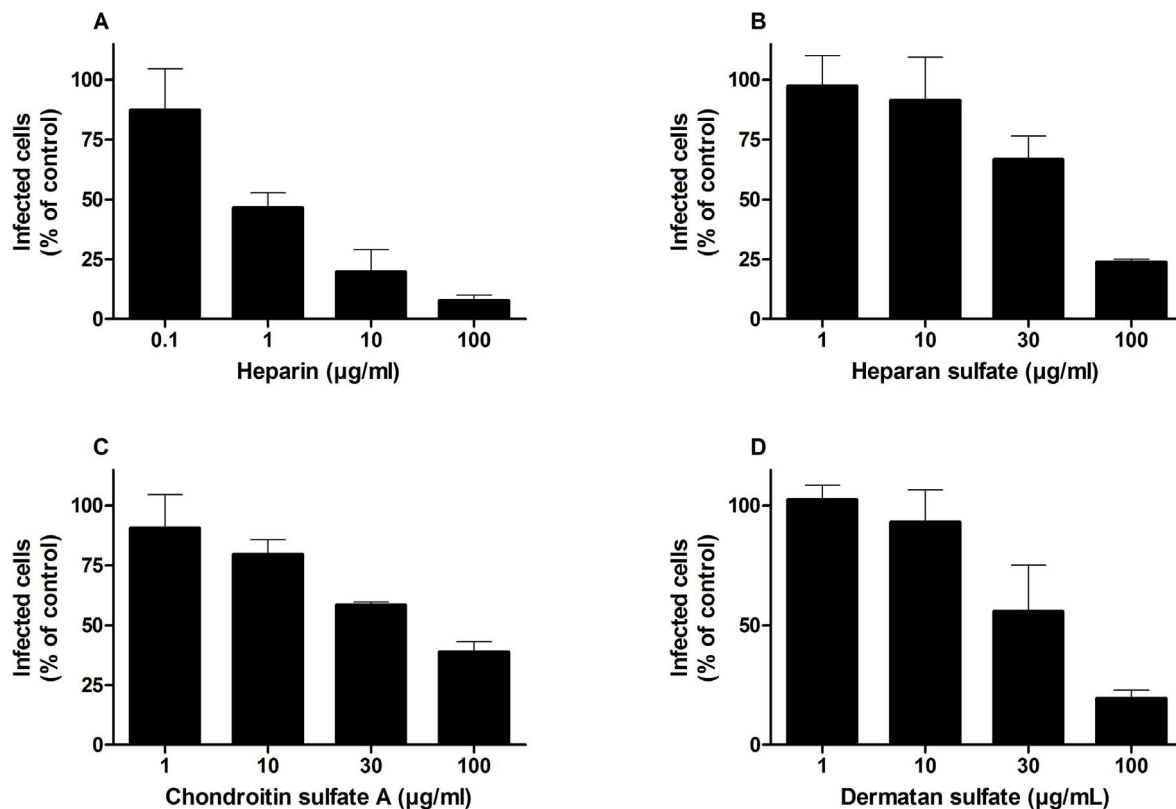 A
Infected cells
(% of control)
100
75
50
25
0
0.1 1 10 100
Heparin (µg/ml)
B
Infected cells
(% of control)
100
75
50
25
0
1 10 30 100
Heparan sulfate (µg/ml)
C
Infected cells
(% of control)
100
75
50
25
0
1 10 30 100
Chondroitin sulfate A (µg/ml)
D
Infected cells
(% of control)
100
50
25
0
1 10 30 100
Dermatan sulfate (µg/mL)